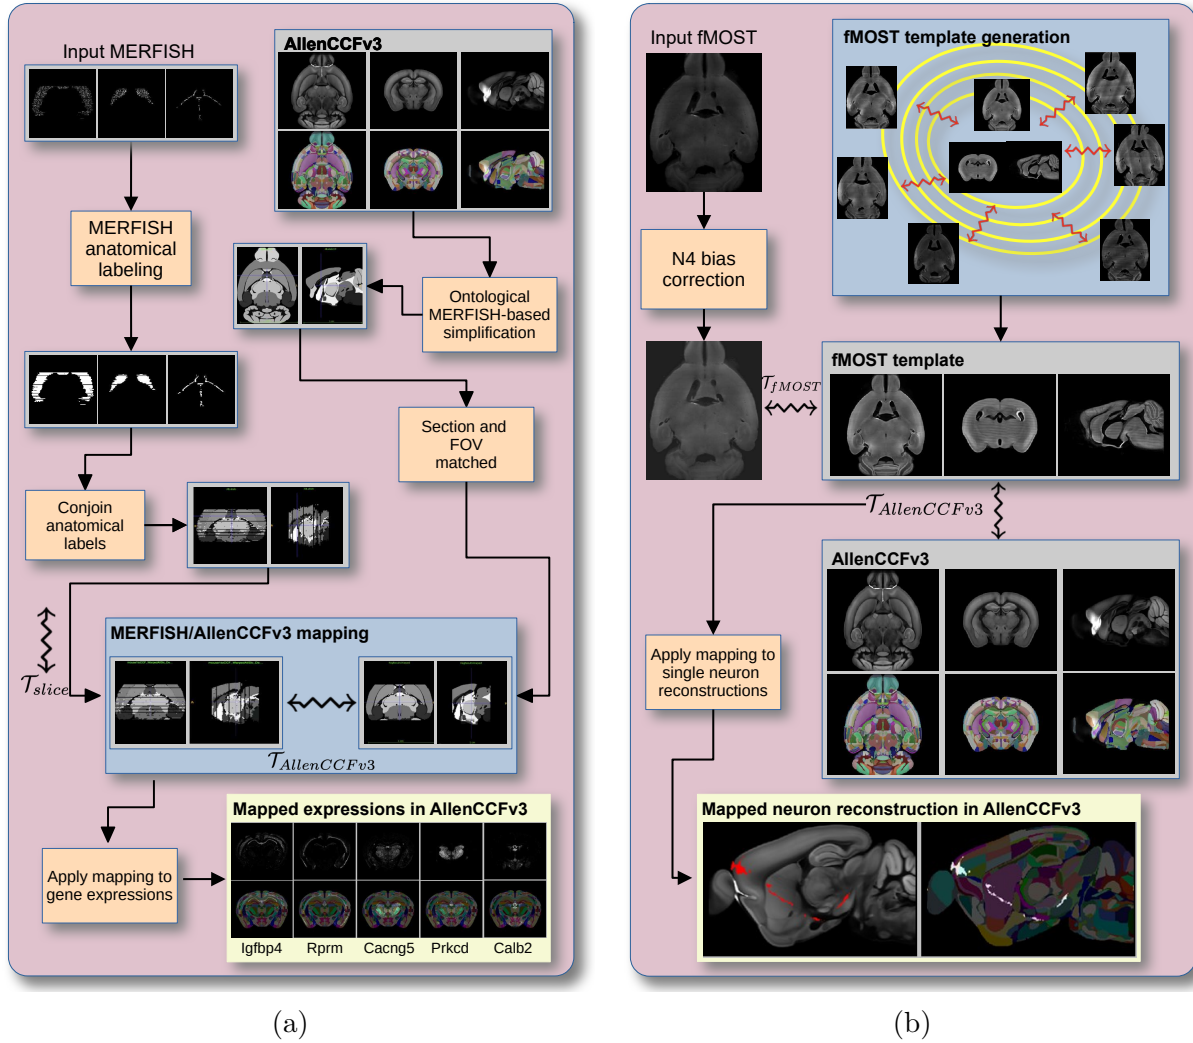 Input MERFISH
AllenCCFv3
MERFISH
anatomical
labeling
Ontological
MERFISH-based
simplification
Section and
FOV
matched
Conjoin
anatomical
labels
𝒯slice
MERFISH/AllenCCFv3 mapping
𝒯AllenCCFv3
Mapped expressions in AllenCCFv3
Apply mapping to
gene expressions
Igfbp4 Rprm Cacng5 Prkcd Calb2
(a)
Input fMOST
fMOST template generation
N4 bias
correction
fMOST template
𝒯fMOST
𝒯AllenCCFv3
AllenCCFv3
Apply mapping to
single neuron
reconstructions
Mapped neuron reconstruction in AllenCCFv3
(b)